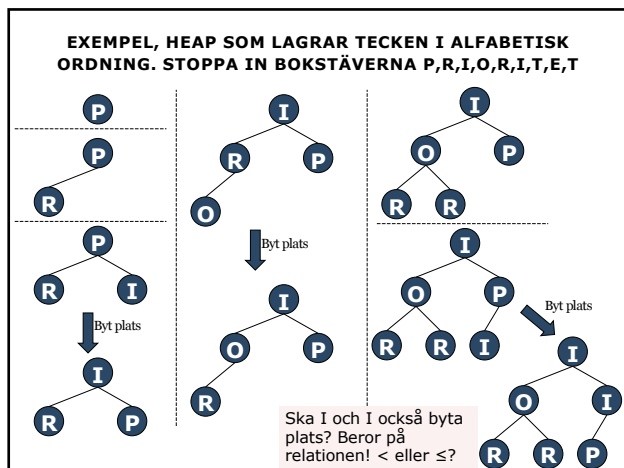 EXEMPEL, HEAP SOM LAGRAR TECKEN I ALFABETISK
ORDNING. STOPPA IN BOKSTÄVERNA P,R,I,O,R,I,T,E,T
P
P
R
P
R I
Byt plats
I
R P
I
R P
O
Byt plats
I
O P
R
I
O P
R R
I
O P
R R I
Byt plats
I
O I
R R P
Ska I och I också byta
plats? Beror på
relationen! < eller ≤?